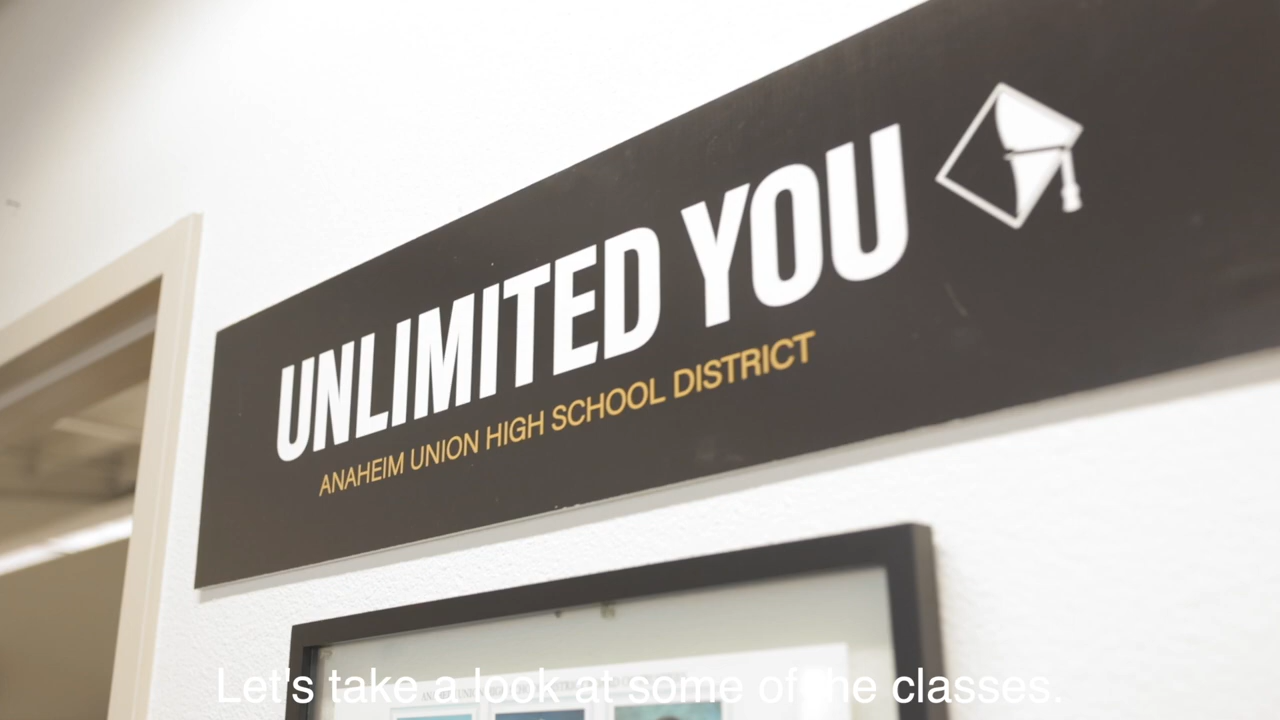 UNLIMITED YOU
ANAHEIM UNION HIGH SCHOOL DISTRICT
Let's take a look at some of the classes.